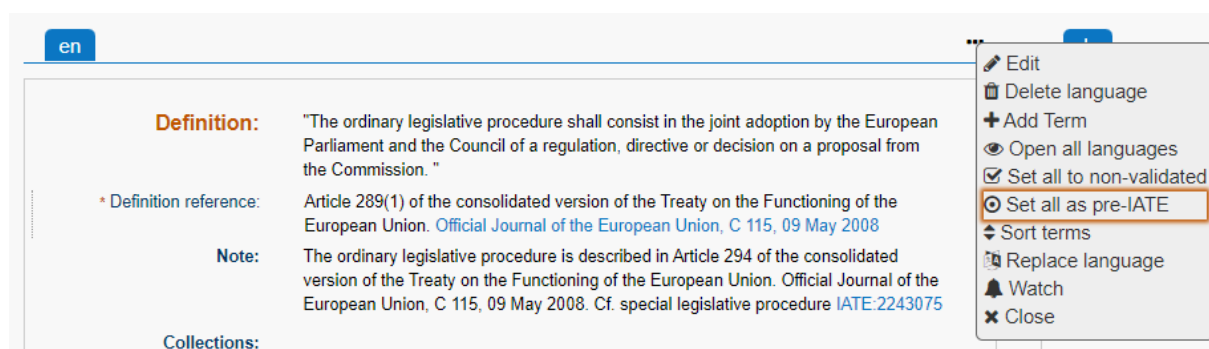 en
...
Definition:
"The ordinary legislative procedure shall consist in the joint adoption by the European
Parliament and the Council of a regulation, directive or decision on a proposal from
the Commission. "
* Definition reference:
Article 289(1) of the consolidated version of the Treaty on the Functioning of the
European Union. Official Journal of the European Union, C 115, 09 May 2008
Note:
The ordinary legislative procedure is described in Article 294 of the consolidated
version of the Treaty on the Functioning of the European Union. Official Journal of the
European Union, C 115, 09 May 2008. Cf. special legislative procedure IATE:2243075
Collections:
Edit
Delete language
Add Term
Open all languages
Set all to non-validated
Set all as pre-IATE
Sort terms
Replace language
Watch
Close